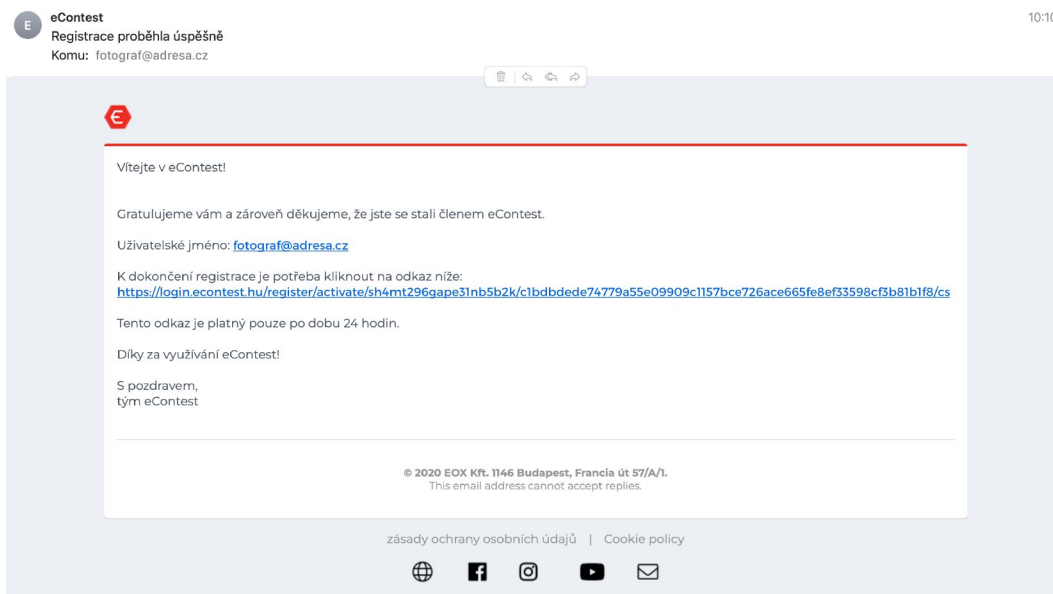 E
eContest
10:10
Registrace proběhla úspěšně
Komu: fotograf@adresa.cz
Vítejte v eContest!
Gratulujeme vám a zároveň děkujeme, že jste se stali členem eContest.
Uživatelské jméno: fotograf@adresa.cz
K dokončení registrace je potřeba kliknout na odkaz níže:
https://login.econtest.hu/register/activate/sh4mt296gape31nb5b2k/c1bdbdede74779a55e09909c1157bce726ace665fe8ef33598cf3b81b1f8/cs
Tento odkaz je platný pouze po dobu 24 hodin.
Díky za využívání eContest!
S pozdravem,
tým eContest
© 2020 EOX Kft. 1146 Budapest, Francia út 57/A/1.
This email address cannot accept replies.
zásady ochrany osobních údajů | Cookie policy